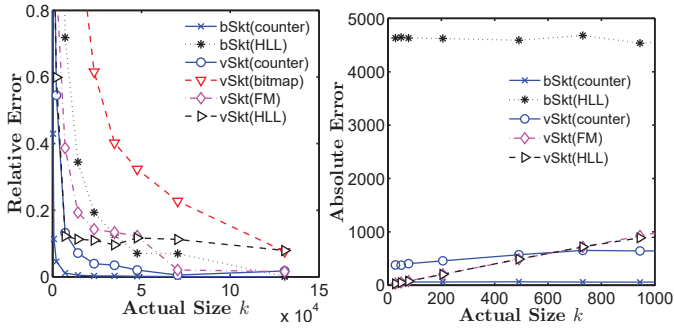 0.8
0.6
0.4
0.2
0
Relative Error
bSkt(counter)
bSkt(HLL)
vSkt(counter)
vSkt(bitmap)
vSkt(FM)
vSkt(HLL)
0 5 10 15
Actual Size k
x 10^4
5000
4000
3000
2000
1000
0
Absolute Error
bSkt(counter)
bSkt(HLL)
vSkt(counter)
vSkt(FM)
vSkt(HLL)
0 200 400 600 800 1000
Actual Size k